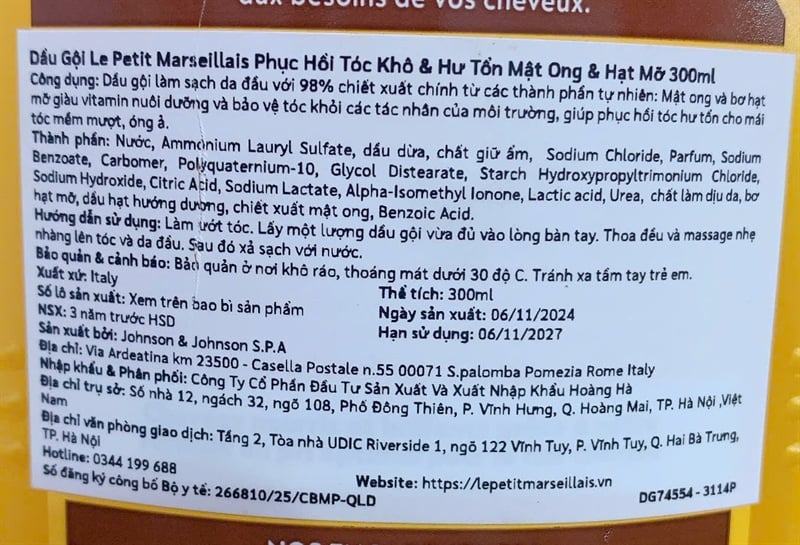 aux besoins de vos cheveux.
Dầu Gội Le Petit Marseillais Phục Hồi Tóc Khô & Hư Tổn Mật Ong & Hạt Mỡ 300ml
Công dụng: Dầu gội làm sạch da đầu với 98% chiết xuất chính từ các thành phần tự nhiên: Mật ong và bơ hạt
mỡ giàu vitamin nuôi dưỡng và bảo vệ tóc khỏi các tác nhân của môi trường, giúp phục hồi tóc hư tổn cho mái
tóc mềm mượt, óng ả.
Thành phần: Nước, Ammonium Lauryl Sulfate, dầu dừa, chất giữ ẩm, Sodium Chloride, Parfum, Sodium
Benzoate, Carbomer, Polyquaternium-10, Glycol Distearate, Starch Hydroxypropyltrimonium Chloride,
Sodium Hydroxide, Citric Acid, Sodium Lactate, Alpha-Isomethyl Ionone, Lactic acid, Urea, chất làm dịu da, bơ
hạt mỡ, dầu hạt hướng dương, chiết xuất mật ong, Benzoic Acid.
Hướng dẫn sử dụng: Làm ướt tóc. Lấy một lượng dầu gội vừa đủ vào lòng bàn tay. Thoa đều và massage nhẹ
nhàng lên tóc và da đầu. Sau đó xả sạch với nước.
Bảo quản & cảnh báo: Bảo quản ở nơi khô ráo, thoáng mát dưới 30 độ C. Tránh xa tầm tay trẻ em.
Xuất xứ: Italy
Số lô sản xuất: Xem trên bao bì sản phẩm
NSX: 3 năm trước HSD
Thể tích: 300ml
Ngày sản xuất: 06/11/2024
Hạn sử dụng: 06/11/2027
Sản xuất bởi: Johnson & Johnson S.P.A
Địa chỉ: Via Ardeatina km 23500 - Casella Postale n.55 00071 S.palomba Pomezia Rome Italy
Nhập khẩu & Phân phối: Công Ty Cổ Phần Đầu Tư Sản Xuất Và Xuất Nhập Khẩu Hoàng Hà
Địa chỉ trụ sở: Số nhà 12, ngách 32, ngõ 108, Phố Đông Thiên, P. Vĩnh Hưng, Q. Hoàng Mai, TP. Hà Nội ,Việt
Nam
Địa chỉ văn phòng giao dịch: Tầng 2, Tòa nhà UDIC Riverside 1, ngõ 122 Vĩnh Tuy, P. Vĩnh Tuy, Q. Hai Bà Trưng,
TP. Hà Nội
Hotline: 0344 199 688
Website: https://lepetitmarseillais.vn
Số đăng ký công bố Bộ y tế: 266810/25/CBMP-QLD
DG74554 - 3114P